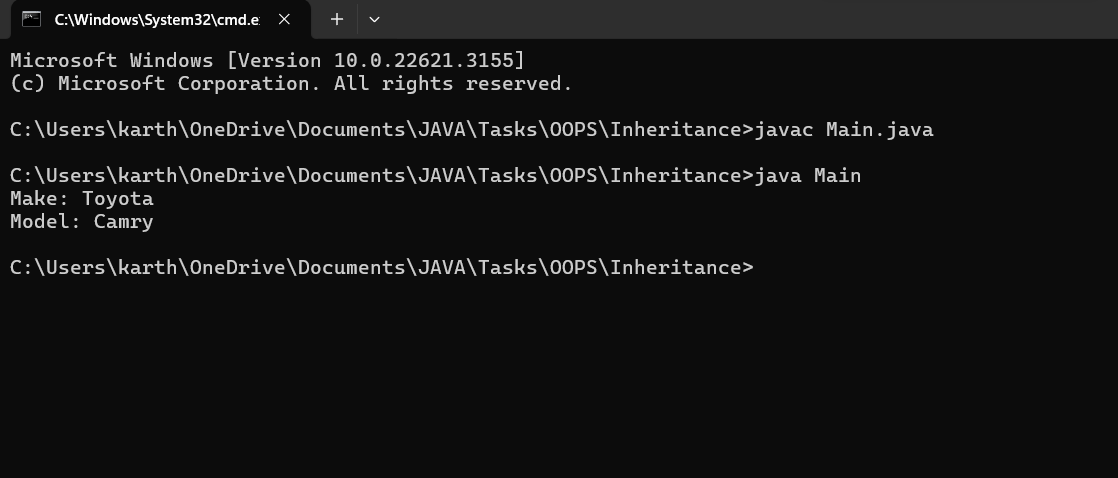 C:\Windows\System32\cmd.e
Microsoft Windows [Version 10.0.22621.3155]
(c) Microsoft Corporation. All rights reserved.
C:\Users\karth\OneDrive\Documents\JAVA\Tasks\OOPS\Inheritance>javac Main.java
C:\Users\karth\OneDrive\Documents\JAVA\Tasks\OOPS\Inheritance>java Main
Make: Toyota
Model: Camry
C:\Users\karth\OneDrive\Documents\JAVA\Tasks\OOPS\Inheritance>